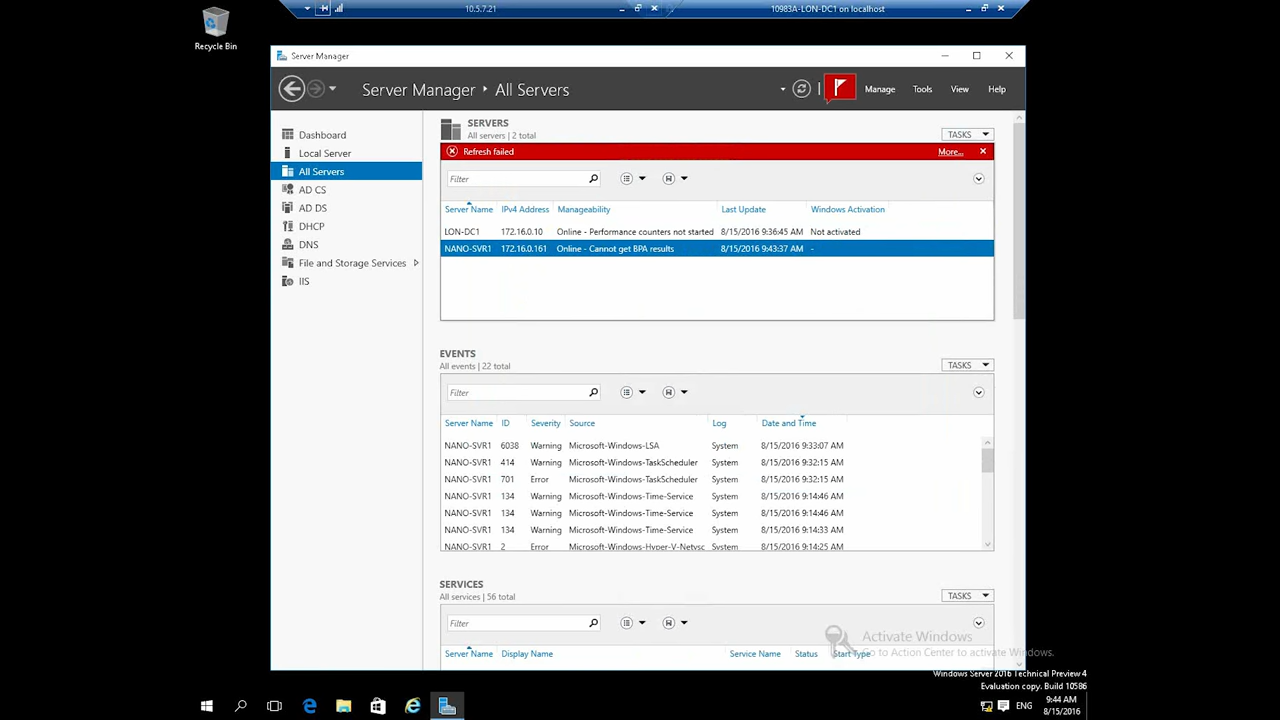 10.5.7.21
10983A-LON-DC1 on localhost
Recycle Bin
Server Manager
Server Manager ‣ All Servers
Manage Tools View Help
Dashboard
Local Server
All Servers
AD CS
AD DS
DHCP
DNS
File and Storage Services
IIS
SERVERS
All servers | 2 total
TASKS
Refresh failed
More...
Filter
Server Name IPv4 Address Manageability Last Update Windows Activation
LON-DC1 172.16.0.10 Online - Performance counters not started 8/15/2016 9:36:45 AM Not activated
NANO-SVR1 172.16.0.161 Online - Cannot get BPA results 8/15/2016 9:43:37 AM -
EVENTS
All events | 22 total
TASKS
Filter
Server Name ID Severity Source Log Date and Time
NANO-SVR1 6038 Warning Microsoft-Windows-LSA System 8/15/2016 9:33:07 AM
NANO-SVR1 414 Warning Microsoft-Windows-TaskScheduler System 8/15/2016 9:32:15 AM
NANO-SVR1 701 Error Microsoft-Windows-TaskScheduler System 8/15/2016 9:32:15 AM
NANO-SVR1 134 Warning Microsoft-Windows-Time-Service System 8/15/2016 9:14:46 AM
NANO-SVR1 134 Warning Microsoft-Windows-Time-Service System 8/15/2016 9:14:46 AM
NANO-SVR1 134 Warning Microsoft-Windows-Time-Service System 8/15/2016 9:14:33 AM
NANO-SVR1 2 Error Microsoft-Windows-Hyper-V-Netvsc System 8/15/2016 9:14:25 AM
SERVICES
All services | 56 total
TASKS
Filter
Server Name Display Name Service Name Status Start Type
Activate Windows
Go to Action Center to activate Windows.
Windows Server 2016 Technical Preview 4
Evaluation copy. Build 10586
ENG
9:44 AM
8/15/2016